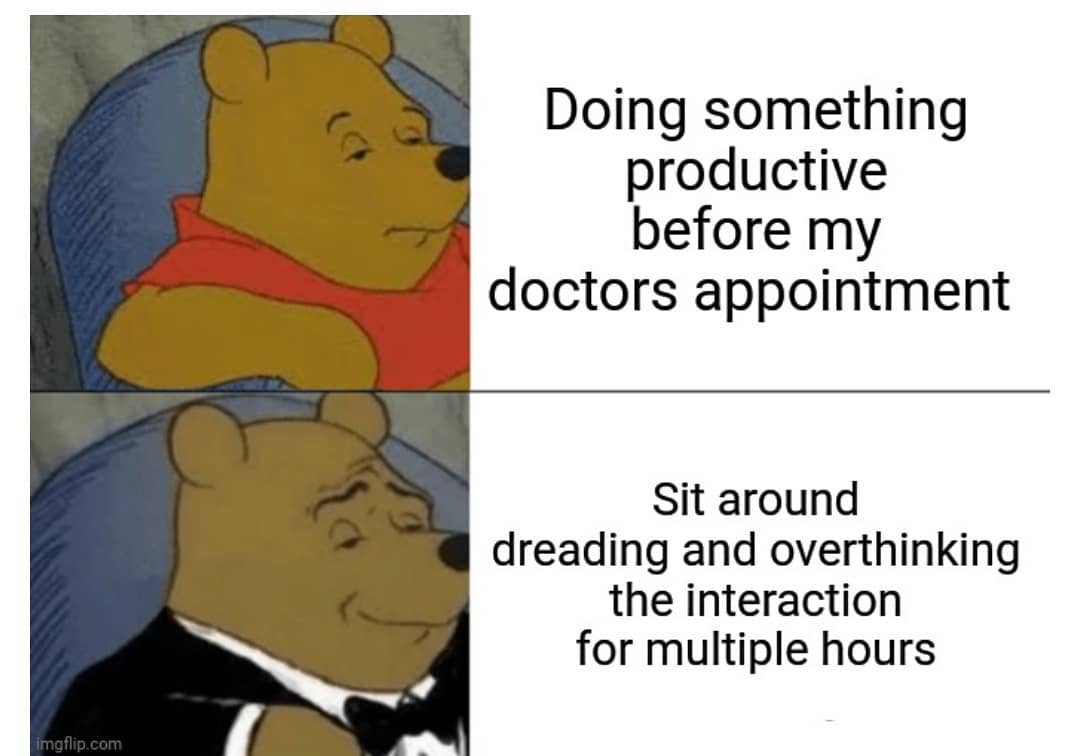 Doing something
productive
before my
doctors appointment
Sit around
dreading and overthinking
the interaction
for multiple hours
imgflip.com